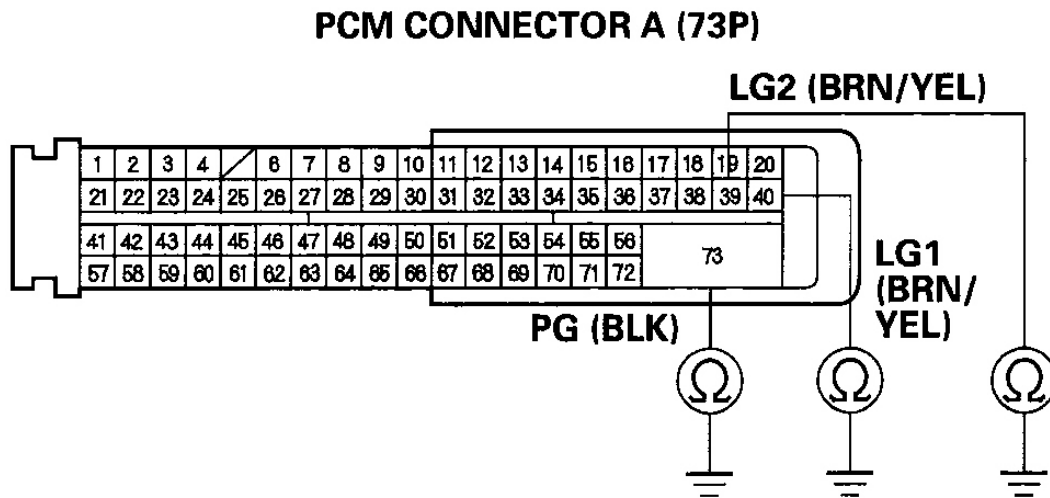 PCM CONNECTOR A (73P)
LG2 (BRN/YEL)
1 2 3 4 6 7 8 9 10 11 12 13 14 15 16 17 18 19 20
21 22 23 24 25 26 27 28 29 30 31 32 33 34 35 36 37 38 39 40
41 42 43 44 45 46 47 48 49 50 51 52 53 54 55 56 73
57 58 59 60 61 62 63 64 65 66 67 68 69 70 71 72
LG1
(BRN/
YEL)
PG (BLK)
Ω Ω Ω